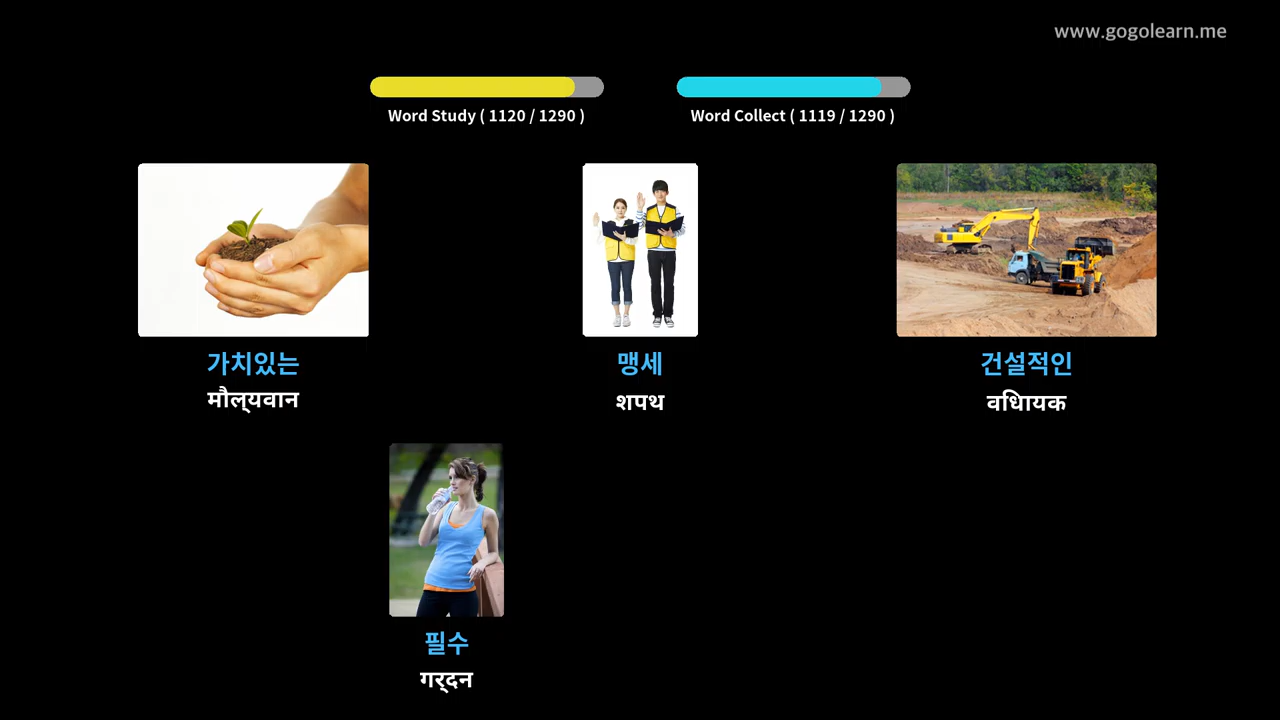 www.gogolearn.me
Word Study ( 1120 / 1290 )
Word Collect ( 1119 / 1290 )
가치있는
मौल्यवान
맹세
शपथ
건설적인
विधायक
필수
गर्दन